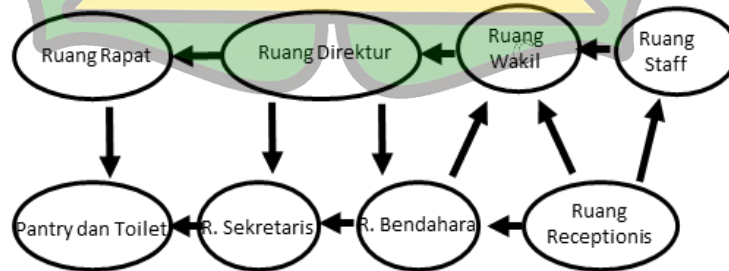 Ruang Rapat
Ruang Direktur
Ruang
Wakil
Ruang
Staff
Pantry dan Toilet
R. Sekretaris
R. Bendahara
Ruang
Receptionis